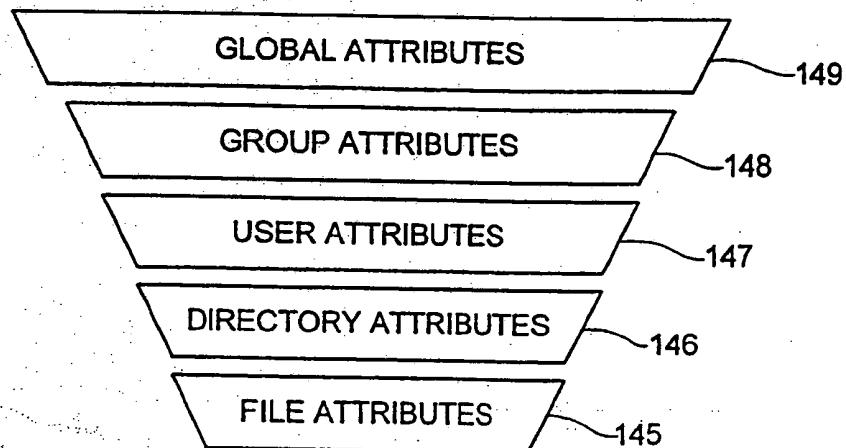 GLOBAL ATTRIBUTES
149
GROUP ATTRIBUTES
148
USER ATTRIBUTES
147
DIRECTORY ATTRIBUTES
146
FILE ATTRIBUTES
145